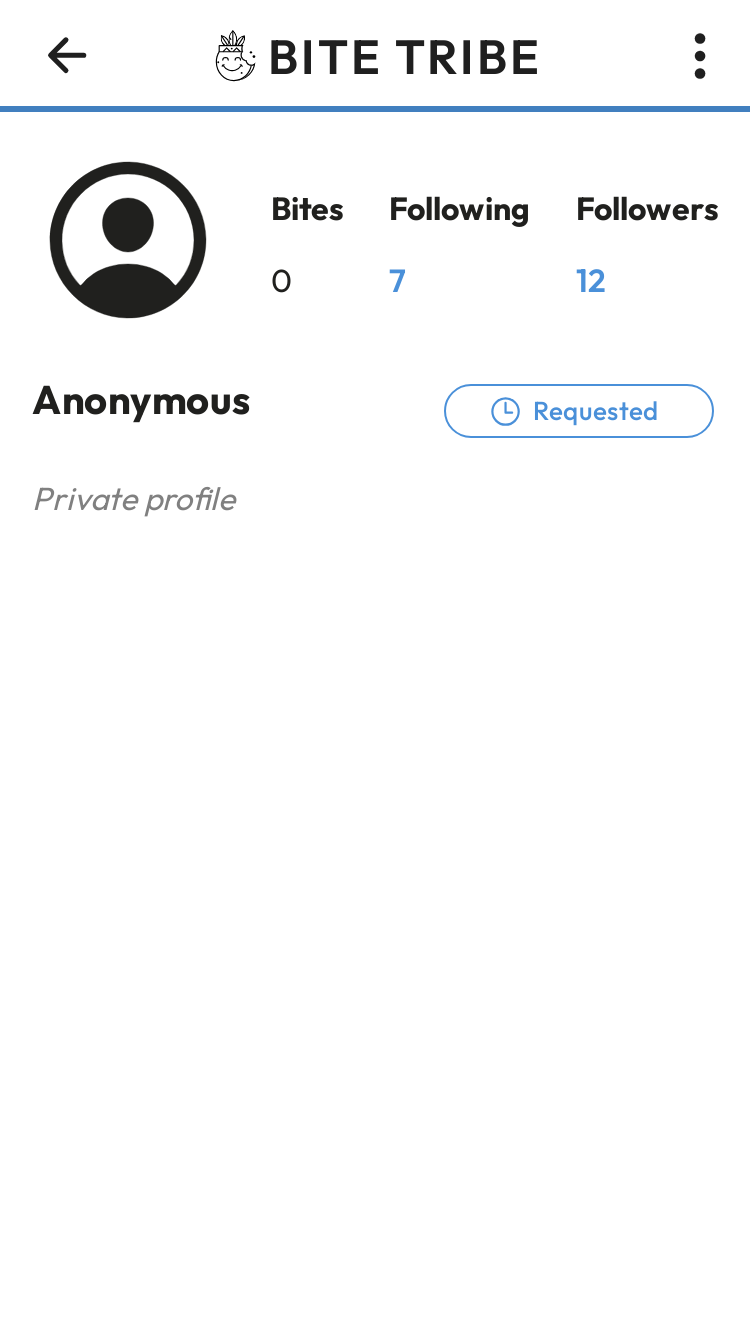 BITE TRIBE
Bites Following Followers
0 7 12
Anonymous
Requested
Private profile